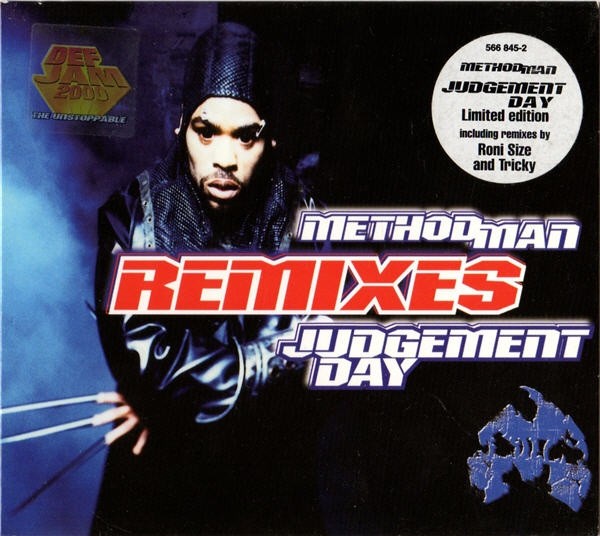 DEF
JAM
2000
THE UNSTOPPABLE
566 845-2
METHOD MAN
JUDGEMENT
DAY
Limited edition
including remixes by
Roni Size
and Tricky
METHOD MAN
REMIXES
JUDGEMENT
DAY